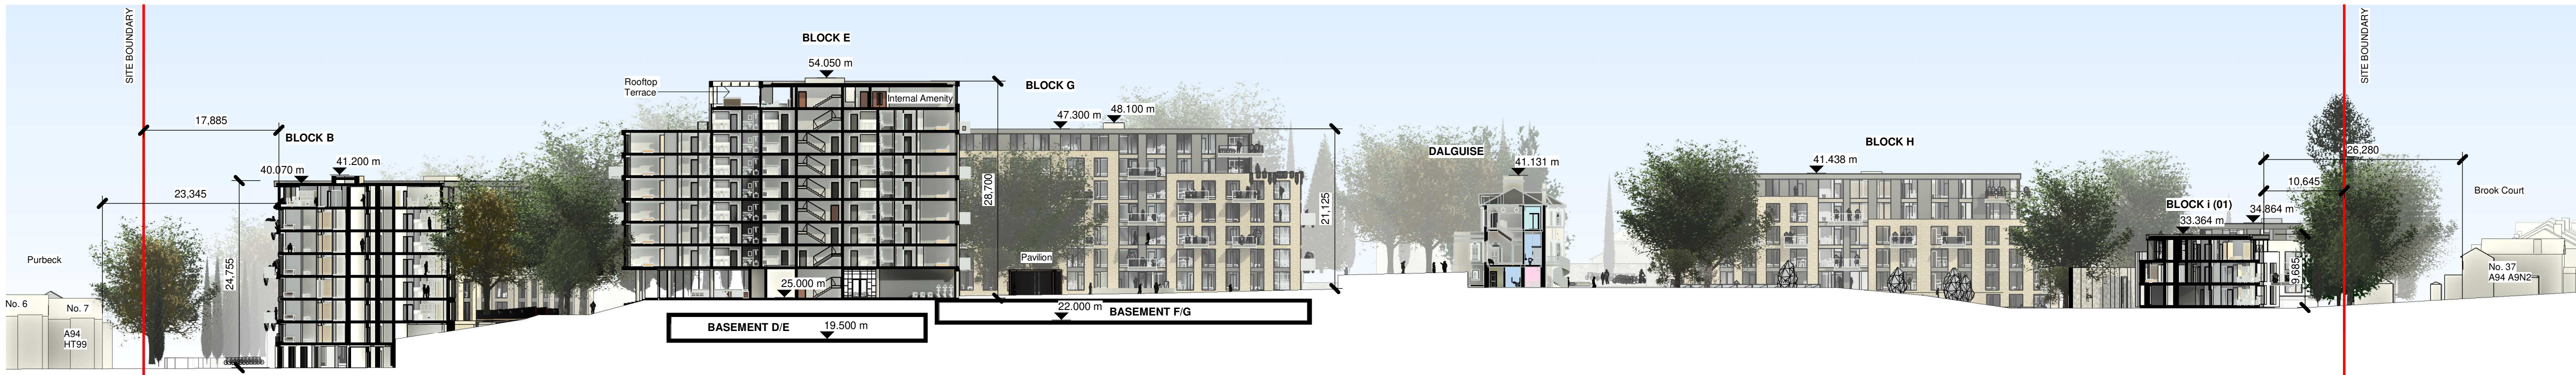 SITE BOUNDARY
17,885
BLOCK B
40.070 m
41.200 m
23,345
24,755
Purbeck
No. 6
No. 7
A94
HT99
BLOCK E
54.050 m
Rooftop
Terrace
Internal Amenity
28,700
25.000 m
BASEMENT D/E
19.500 m
BLOCK G
47.300 m
48.100 m
21,125
Pavilion
22.000 m
BASEMENT F/G
DALGUISE
41.131 m
BLOCK H
41.438 m
BLOCK i (01)
33.364 m
34.864 m
9,685
10,645
26,280
SITE BOUNDARY
Brook Court
No. 37
A94 A9N2